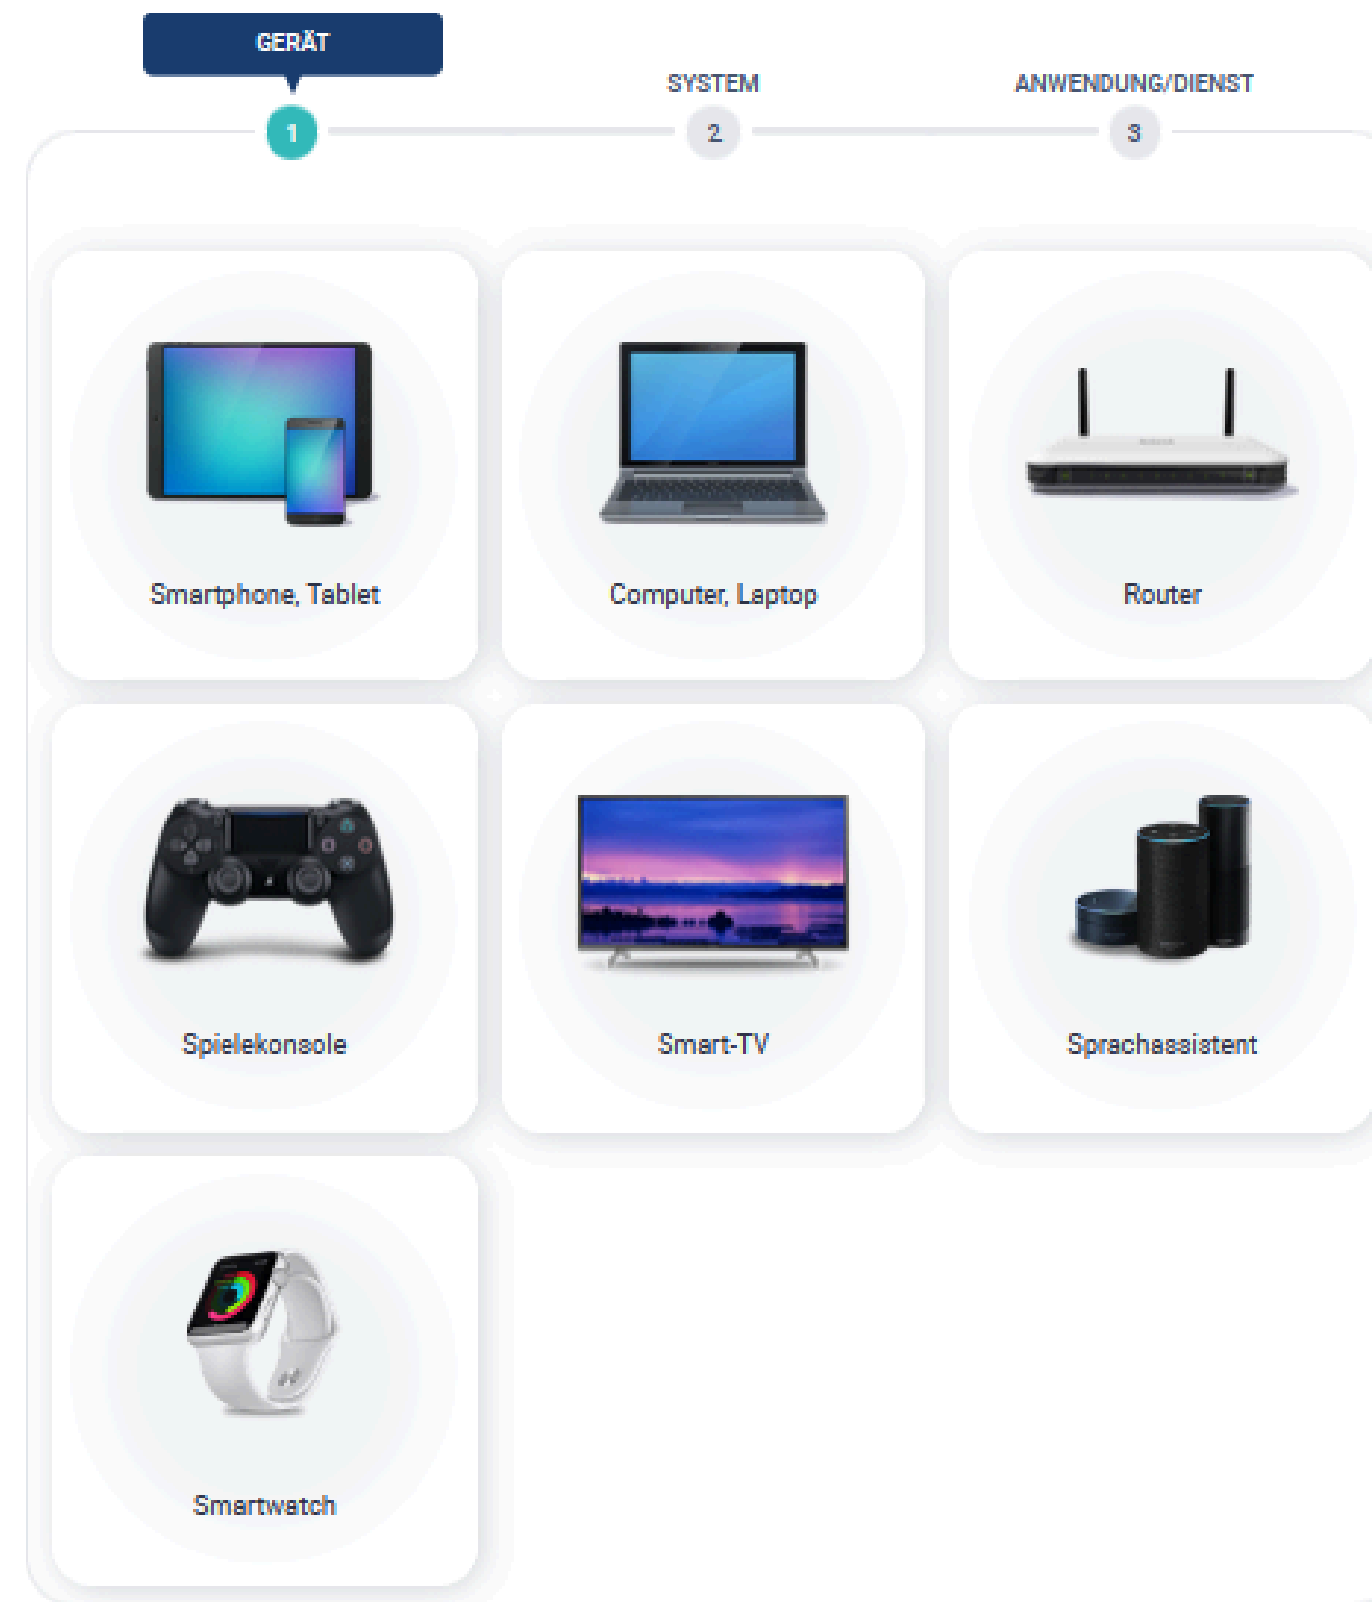 GERÄT
SYSTEM
ANWENDUNG/DIENST
1
2
3
Smartphone, Tablet
Computer, Laptop
Router
Spielekonsole
Smart-TV
Sprachassistent
Smartwatch